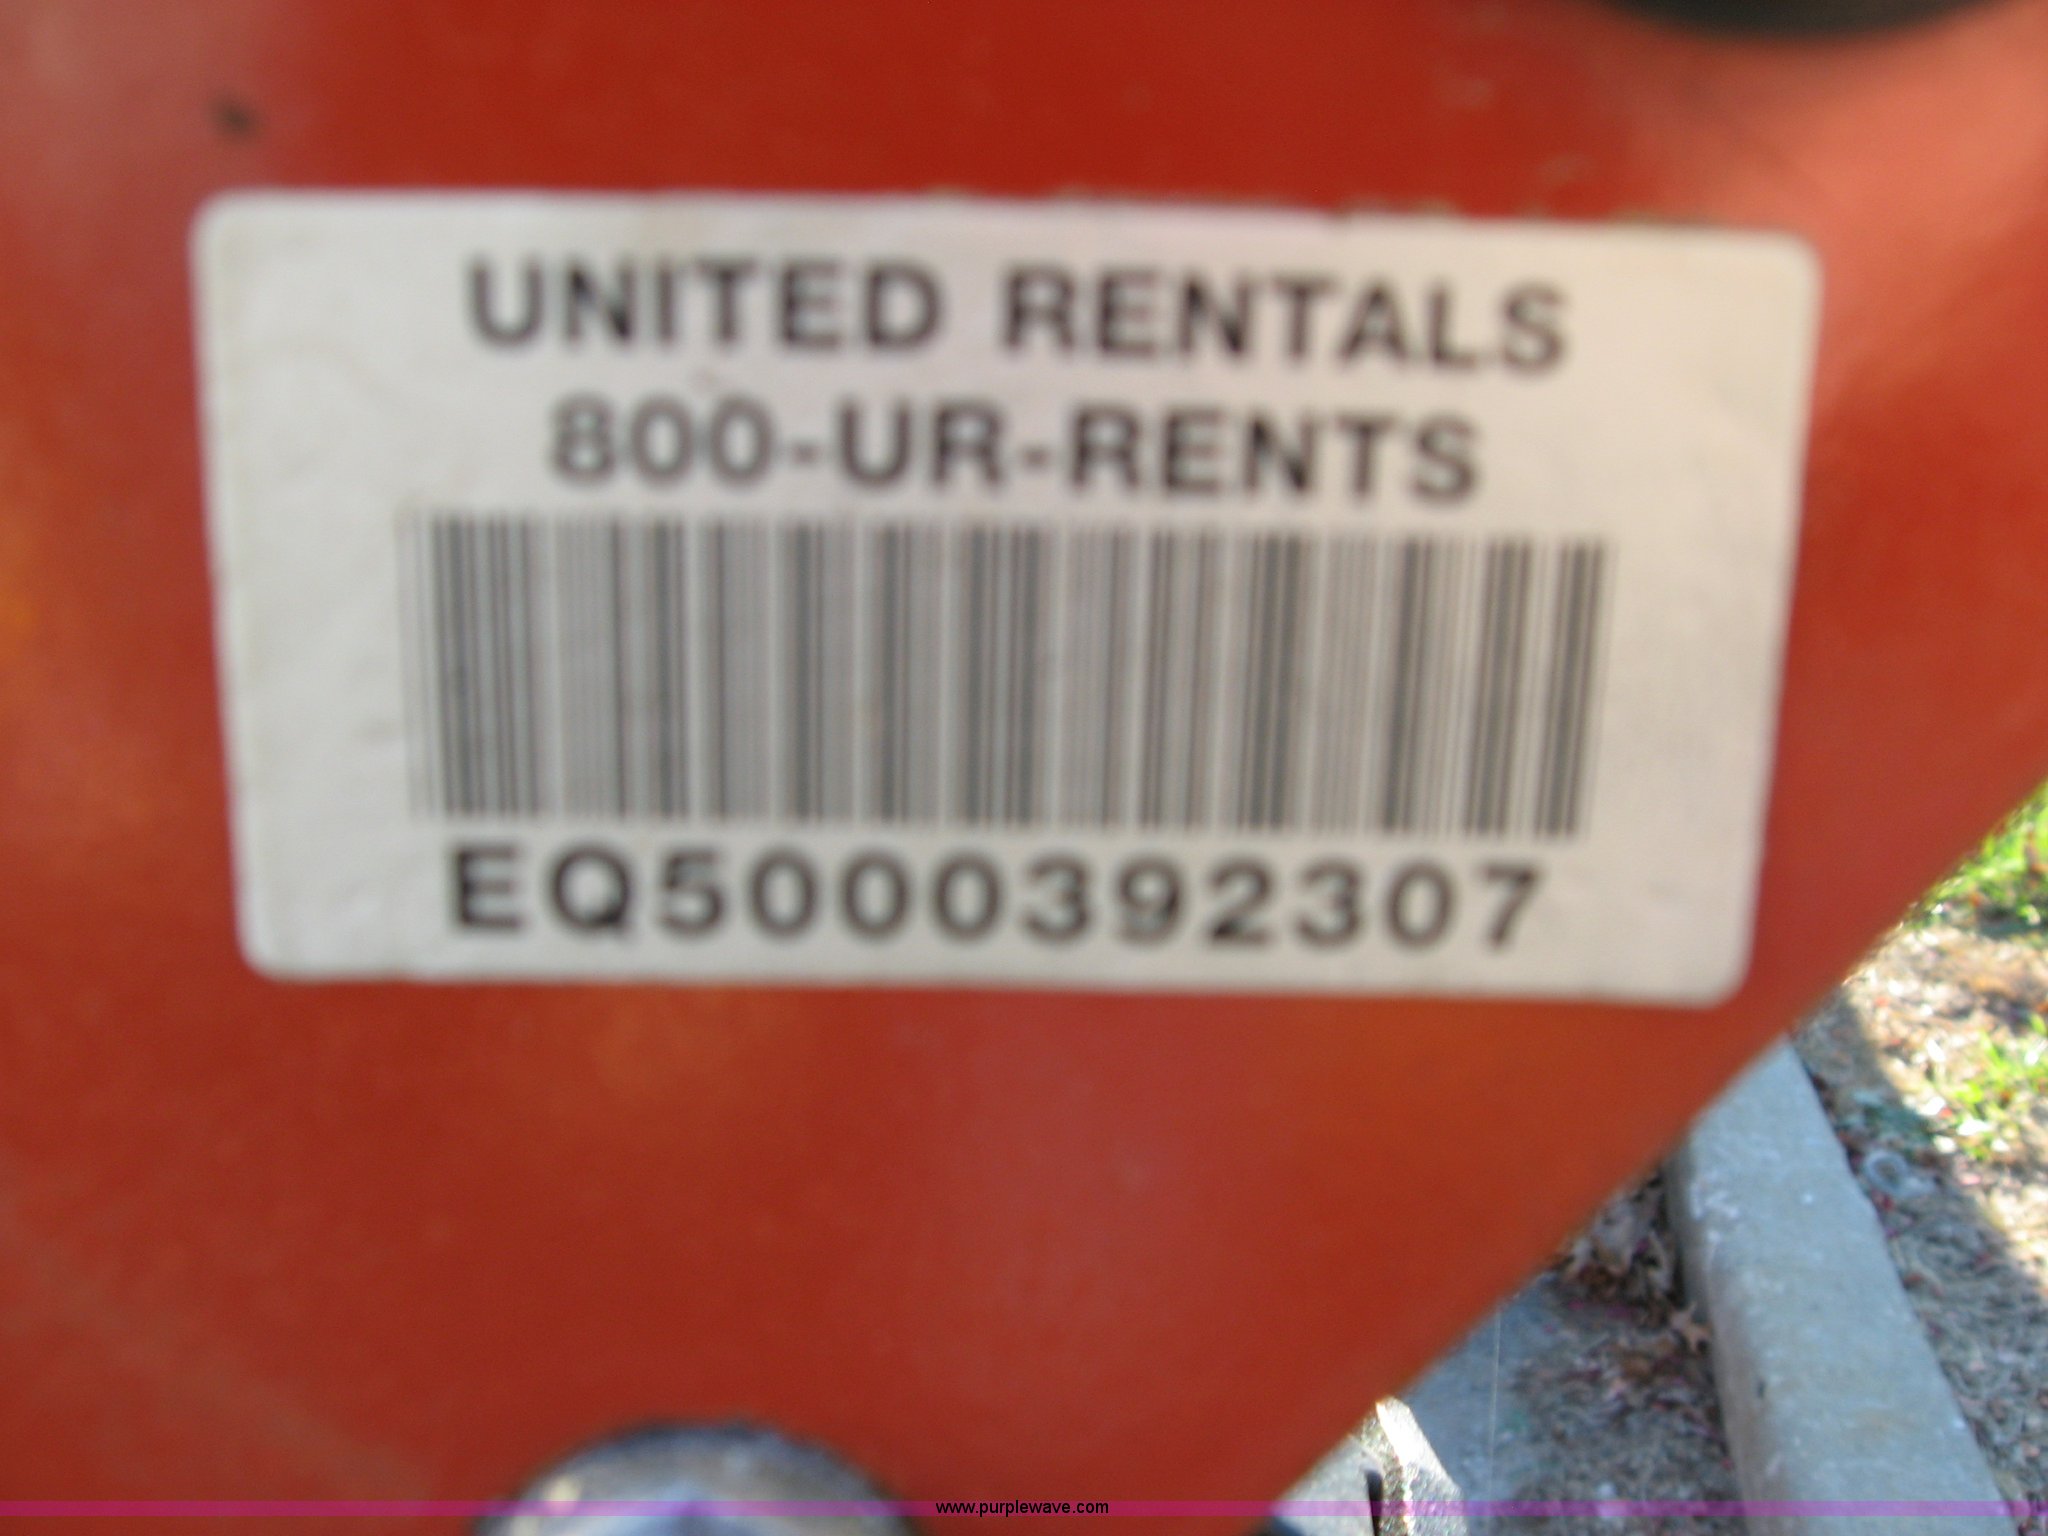 UNITED RENTALS
800-UR-RENTS
EQ5000392307
www.purplewave.com